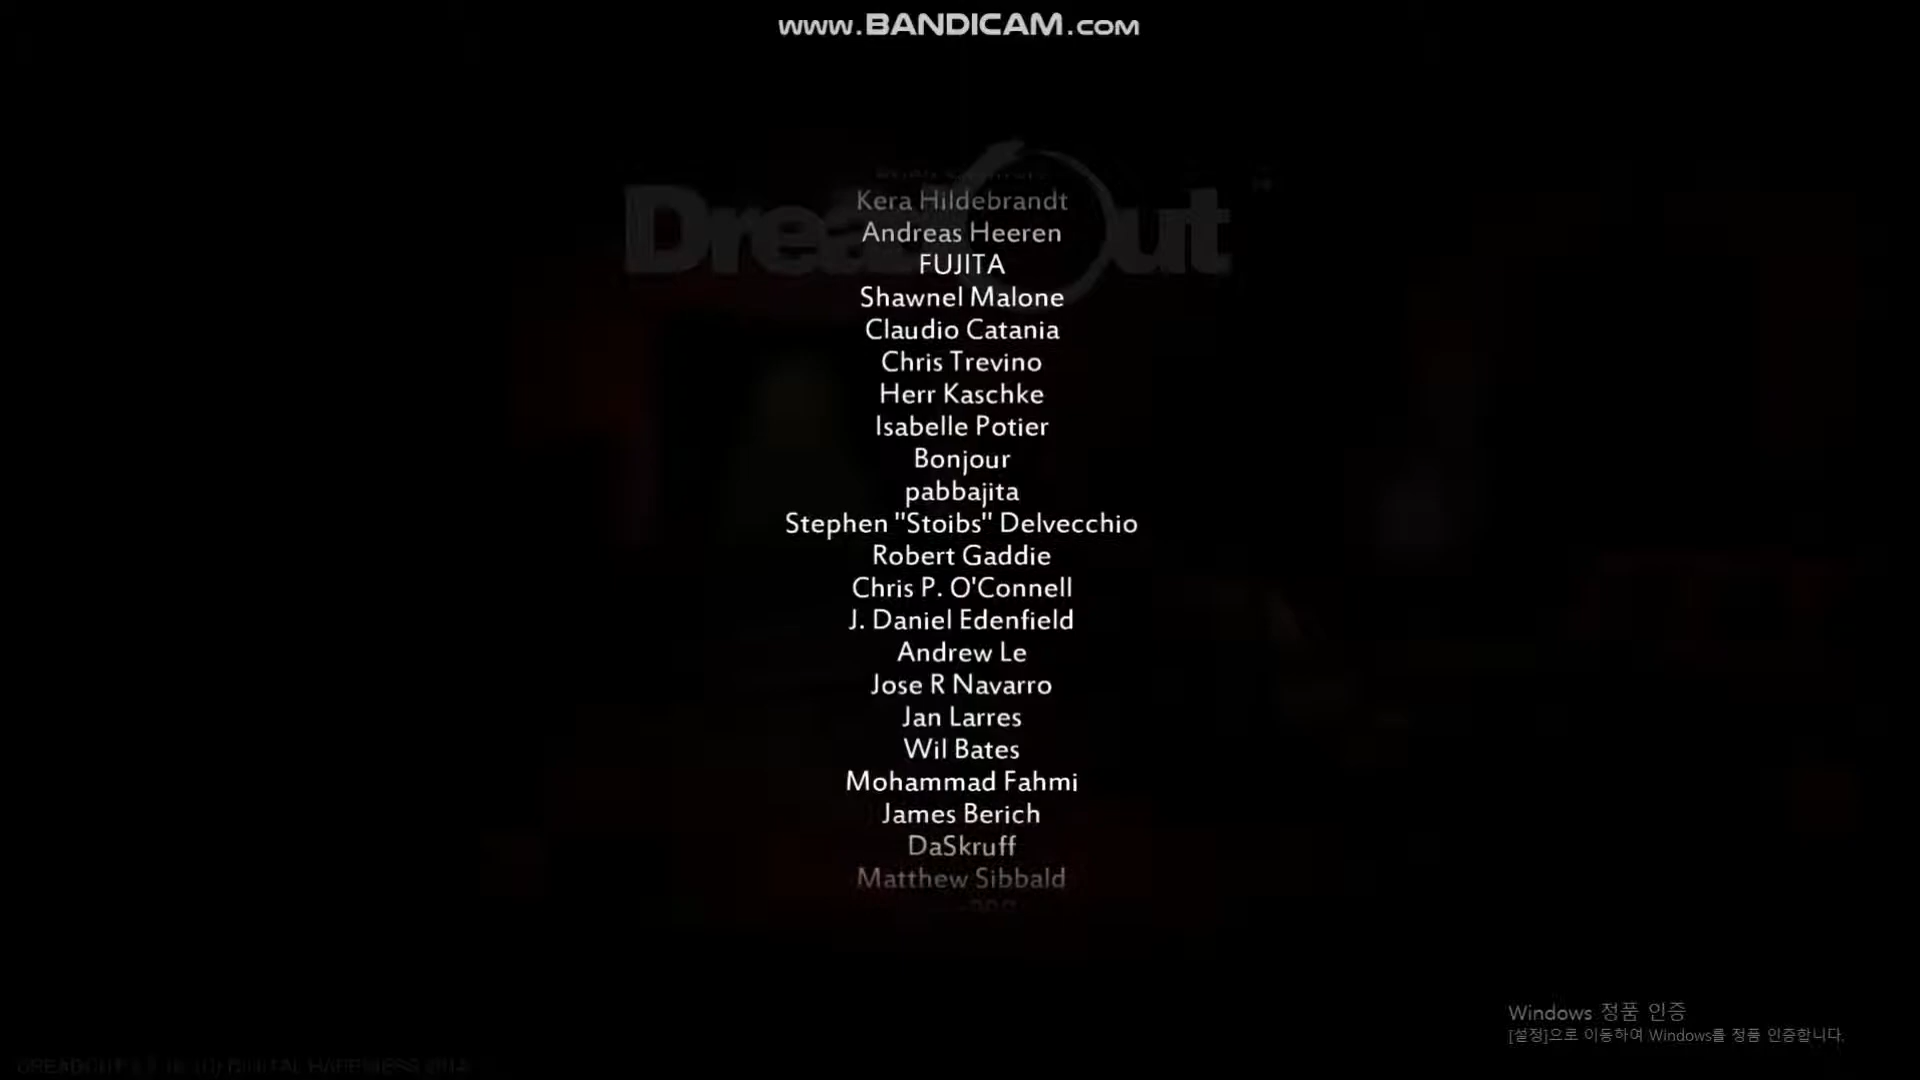 www.BANDICAM.com
DreadOut
Kera Hildebrandt
Andreas Heeren
FUJITA
Shawnel Malone
Claudio Catania
Chris Trevino
Herr Kaschke
Isabelle Potier
Bonjour
pabbajita
Stephen "Stoibs" Delvecchio
Robert Gaddie
Chris P. O'Connell
J. Daniel Edenfield
Andrew Le
Jose R Navarro
Jan Larres
Wil Bates
Mohammad Fahmi
James Berich
DaSkruff
Matthew Sibbald
Windows 정품 인증
[설정]으로 이동하여 Windows를 정품 인증합니다.